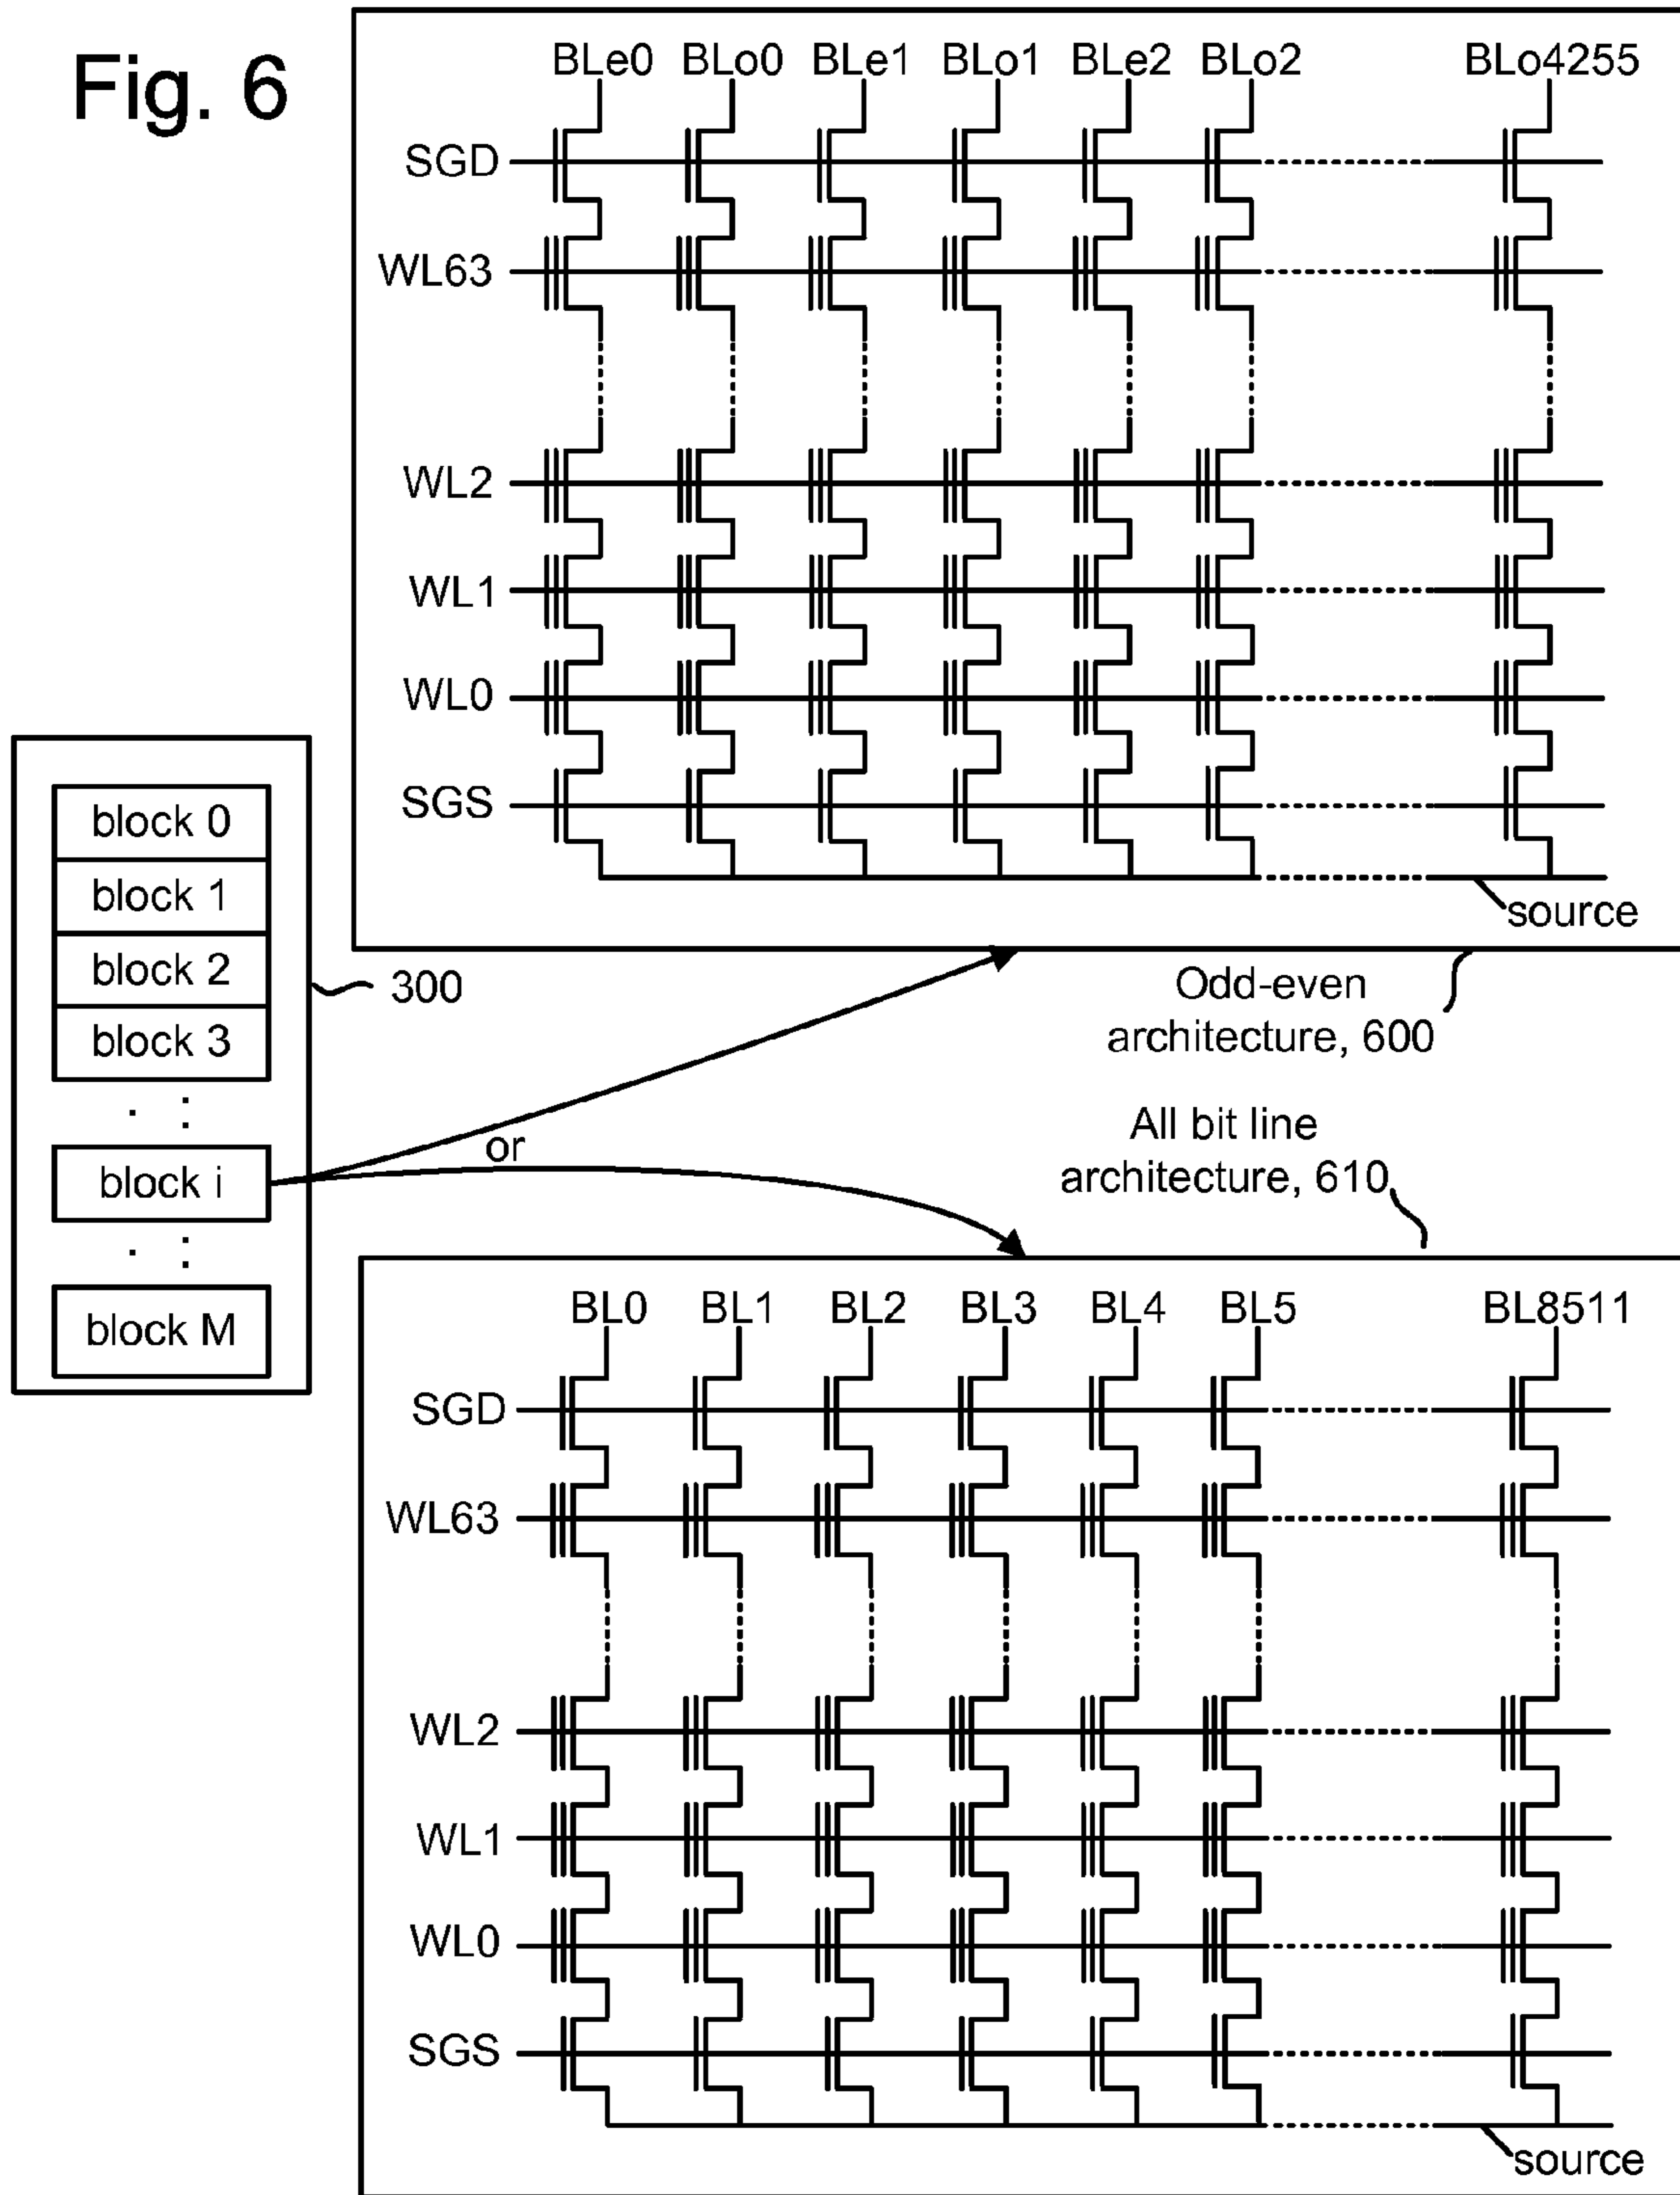 Fig. 6
BLe0 BLo0 BLe1 BLo1 BLe2 BLo2 BLo4255
SGD
WL63
WL2
WL1
WL0
SGS
source
block 0
block 1
block 2
block 3
block i
block M
300
or
Odd-even
architecture, 600
All bit line
architecture, 610
BL0 BL1 BL2 BL3 BL4 BL5 BL8511
SGD
WL63
WL2
WL1
WL0
SGS
source